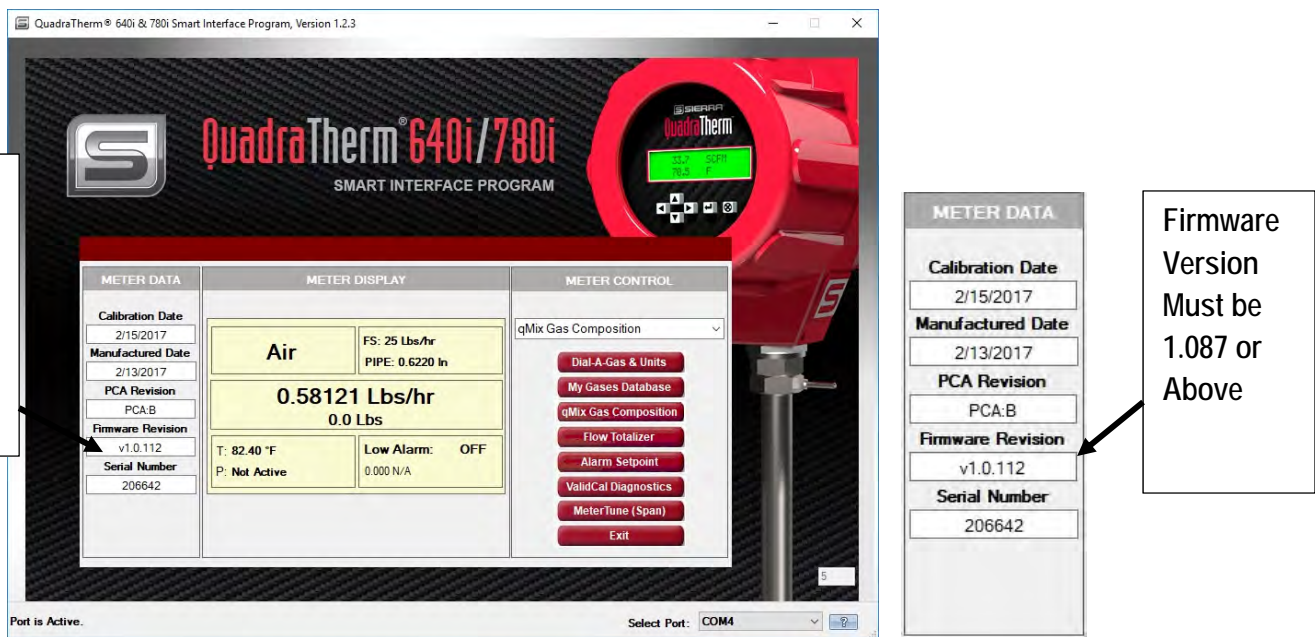 QuadraTherm® 640i & 780i Smart Interface Program, Version 1.2.3
S
QuadraTherm® 640i/780i
SMART INTERFACE PROGRAM
SIERRA
QuadraTherm
33.7 SCFM
70.5 F
METER DATA
Calibration Date
2/15/2017
Manufactured Date
2/13/2017
PCA Revision
PCA:B
Firmware Revision
v1.0.112
Serial Number
206642
METER DISPLAY
Air
FS: 25 Lbs/hr
PIPE: 0.6220 In
0.58121 Lbs/hr
0.0 Lbs
T: 82.40 °F
P: Not Active
Low Alarm: OFF
0.000 N/A
METER CONTROL
qMix Gas Composition
Dial-A-Gas & Units
My Gases Database
qMix Gas Composition
Flow Totalizer
Alarm Setpoint
ValidCal Diagnostics
MeterTune (Span)
Exit
5
Port is Active.
Select Port: COM4
?
METER DATA
Calibration Date
2/15/2017
Manufactured Date
2/13/2017
PCA Revision
PCA:B
Firmware Revision
v1.0.112
Serial Number
206642
Firmware
Version
Must be
1.087 or
Above